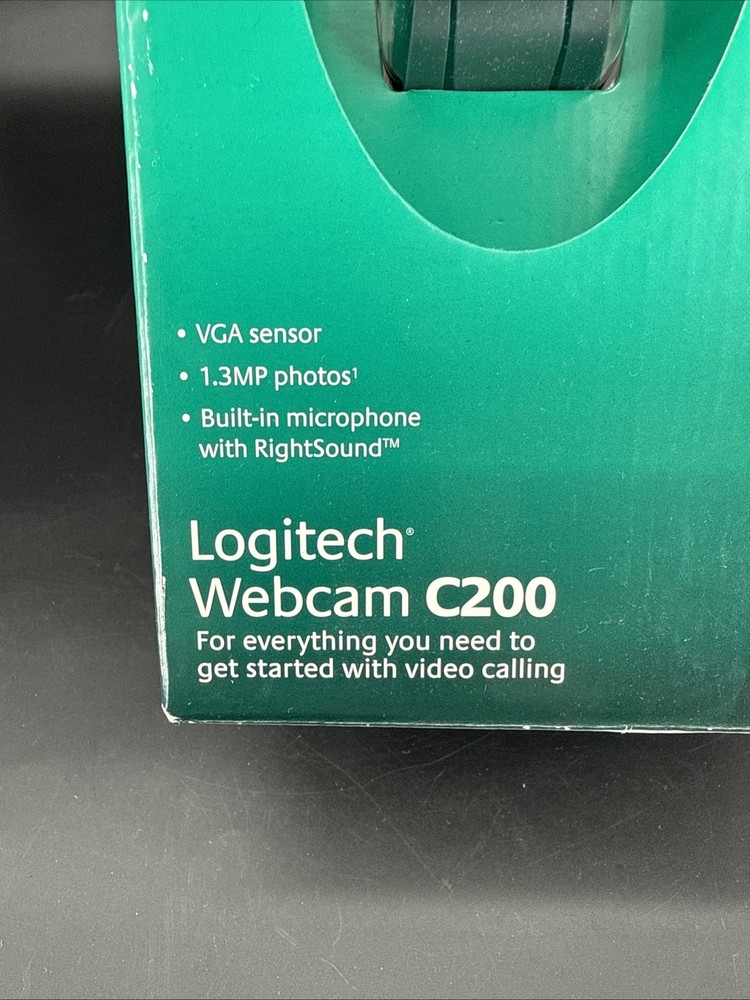 • VGA sensor
• 1.3MP photos¹
• Built-in microphone
with RightSound™
Logitech®
Webcam C200
For everything you need to
get started with video calling